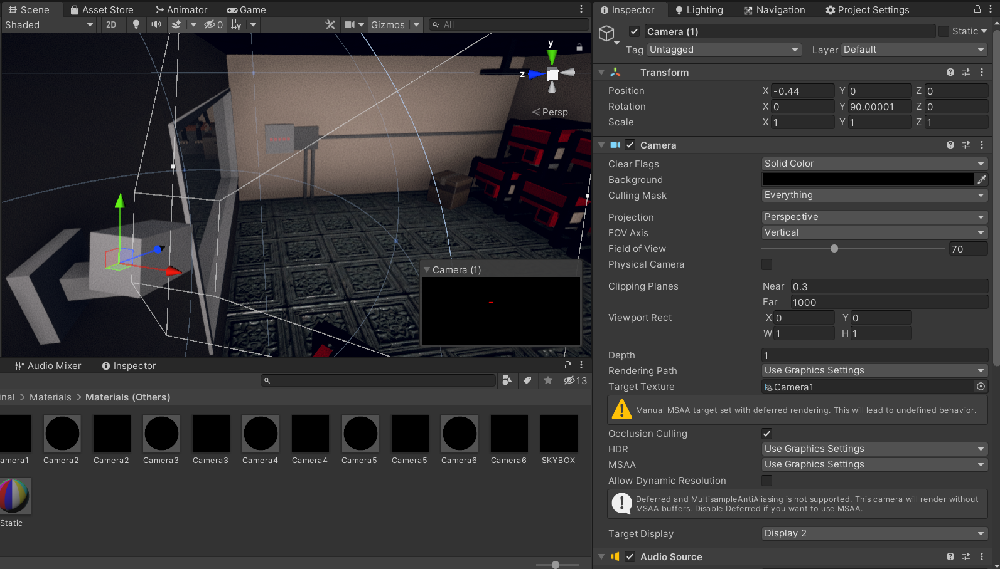 Scene
Asset Store
Animator
Game
Shaded
2D
0
Gizmos
All
y
z
Persp
Camera (1)
Audio Mixer
Inspector
13
inal > Materials > Materials (Others)
amera1
Camera2
Camera2
Camera3
Camera3
Camera4
Camera4
Camera5
Camera5
Camera6
Camera6
SKYBOX
Static
Inspector
Lighting
Navigation
Project Settings
Camera (1)
Static
Tag Untagged
Layer Default
Transform
Position X -0.44 Y 0 Z 0
Rotation X 0 Y 90.00001 Z 0
Scale X 1 Y 1 Z 1
Camera
Clear Flags Solid Color
Background
Culling Mask Everything
Projection Perspective
FOV Axis Vertical
Field of View 70
Physical Camera
Clipping Planes Near 0.3
Far 1000
Viewport Rect X 0 Y 0
W 1 H 1
Depth 1
Rendering Path Use Graphics Settings
Target Texture Camera1
Manual MSAA target set with deferred rendering. This will lead to undefined behavior.
Occlusion Culling
HDR Use Graphics Settings
MSAA Use Graphics Settings
Allow Dynamic Resolution
Deferred and MultisampleAntiAliasing is not supported. This camera will render without
MSAA buffers. Disable Deferred if you want to use MSAA.
Target Display Display 2
Audio Source